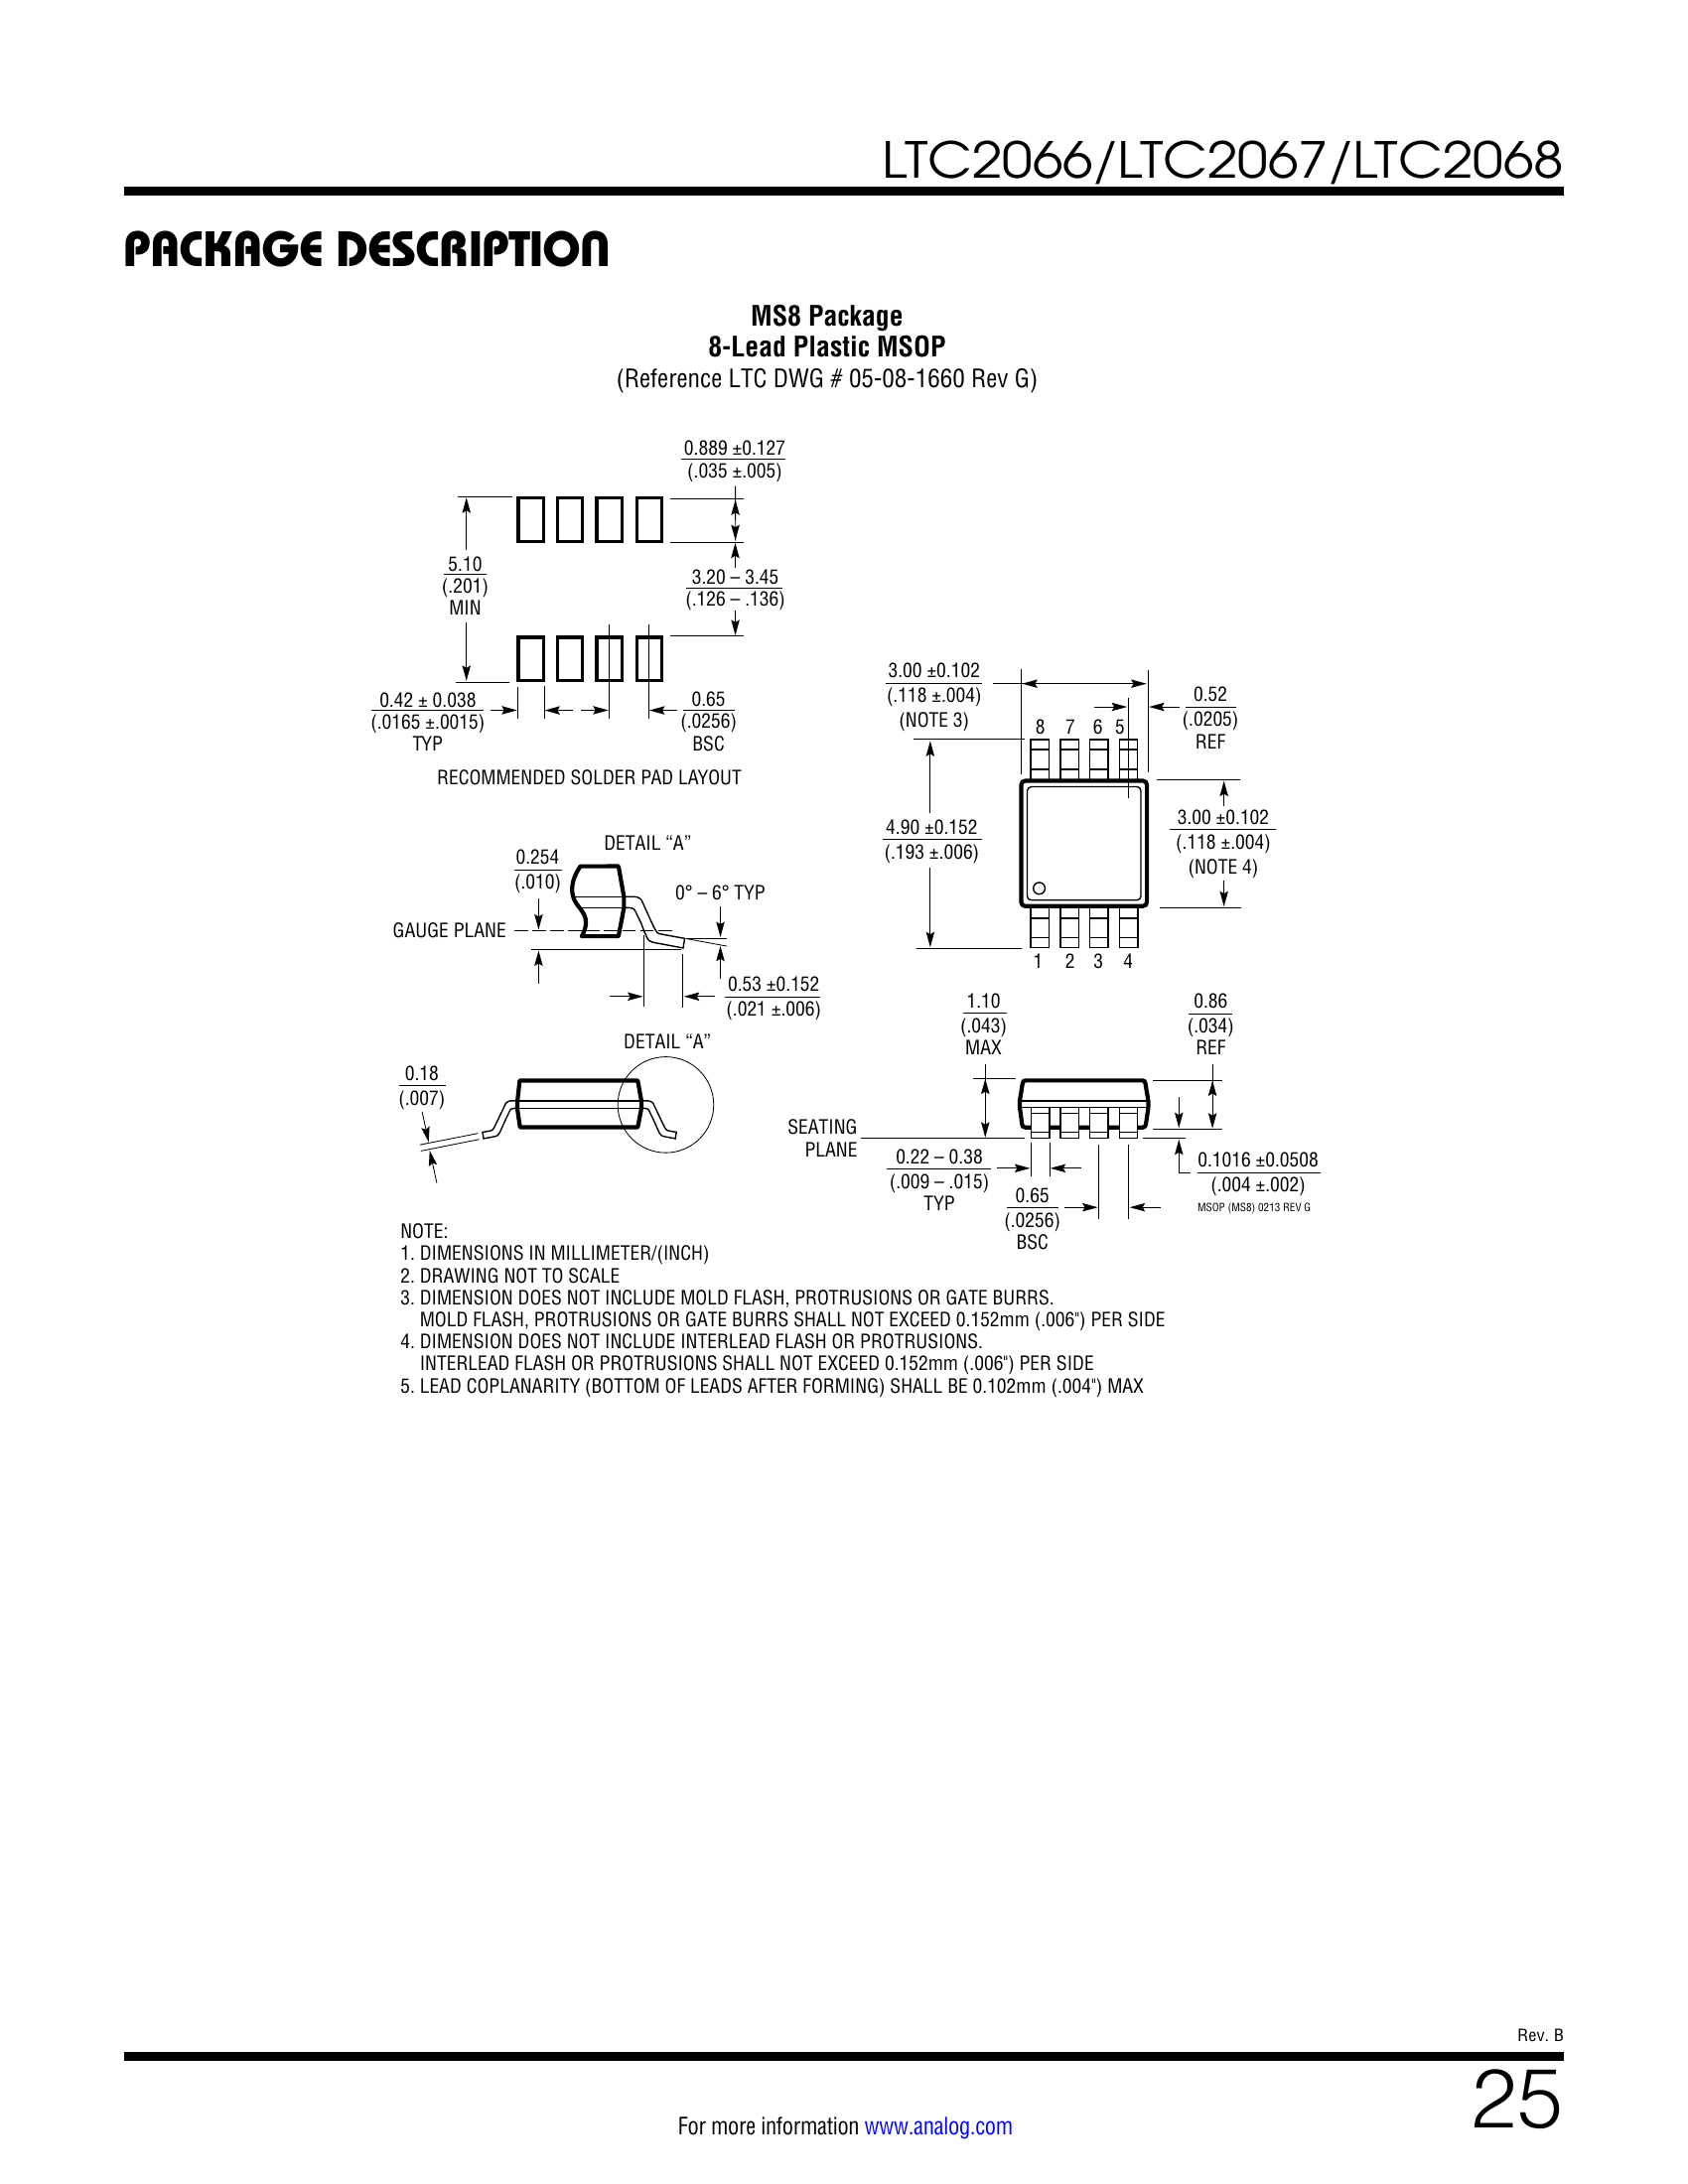 LTC2066/LTC2067/LTC2068
PACKAGE DESCRIPTION
MS8 Package
8-Lead Plastic MSOP
(Reference LTC DWG # 05-08-1660 Rev G)
0.889 ±0.127
(.035 ±.005)
5.10
(.201)
MIN
3.20 – 3.45
(.126 – .136)
0.42 ± 0.038
(.0165 ±.0015)
TYP
0.65
(.0256)
BSC
RECOMMENDED SOLDER PAD LAYOUT
3.00 ±0.102
(.118 ±.004)
(NOTE 3)
0.52
(.0205)
REF
8 7 6 5
4.90 ±0.152
(.193 ±.006)
3.00 ±0.102
(.118 ±.004)
(NOTE 4)
1 2 3 4
DETAIL “A”
0.254
(.010)
0° – 6° TYP
GAUGE PLANE
0.53 ±0.152
(.021 ±.006)
DETAIL “A”
0.18
(.007)
1.10
(.043)
MAX
0.86
(.034)
REF
SEATING
PLANE
0.22 – 0.38
(.009 – .015)
TYP
0.65
(.0256)
BSC
0.1016 ±0.0508
(.004 ±.002)
MSOP (MS8) 0213 REV G
NOTE:
1. DIMENSIONS IN MILLIMETER/(INCH)
2. DRAWING NOT TO SCALE
3. DIMENSION DOES NOT INCLUDE MOLD FLASH, PROTRUSIONS OR GATE BURRS.
MOLD FLASH, PROTRUSIONS OR GATE BURRS SHALL NOT EXCEED 0.152mm (.006") PER SIDE
4. DIMENSION DOES NOT INCLUDE INTERLEAD FLASH OR PROTRUSIONS.
INTERLEAD FLASH OR PROTRUSIONS SHALL NOT EXCEED 0.152mm (.006") PER SIDE
5. LEAD COPLANARITY (BOTTOM OF LEADS AFTER FORMING) SHALL BE 0.102mm (.004") MAX
Rev. B
25
For more information www.analog.com